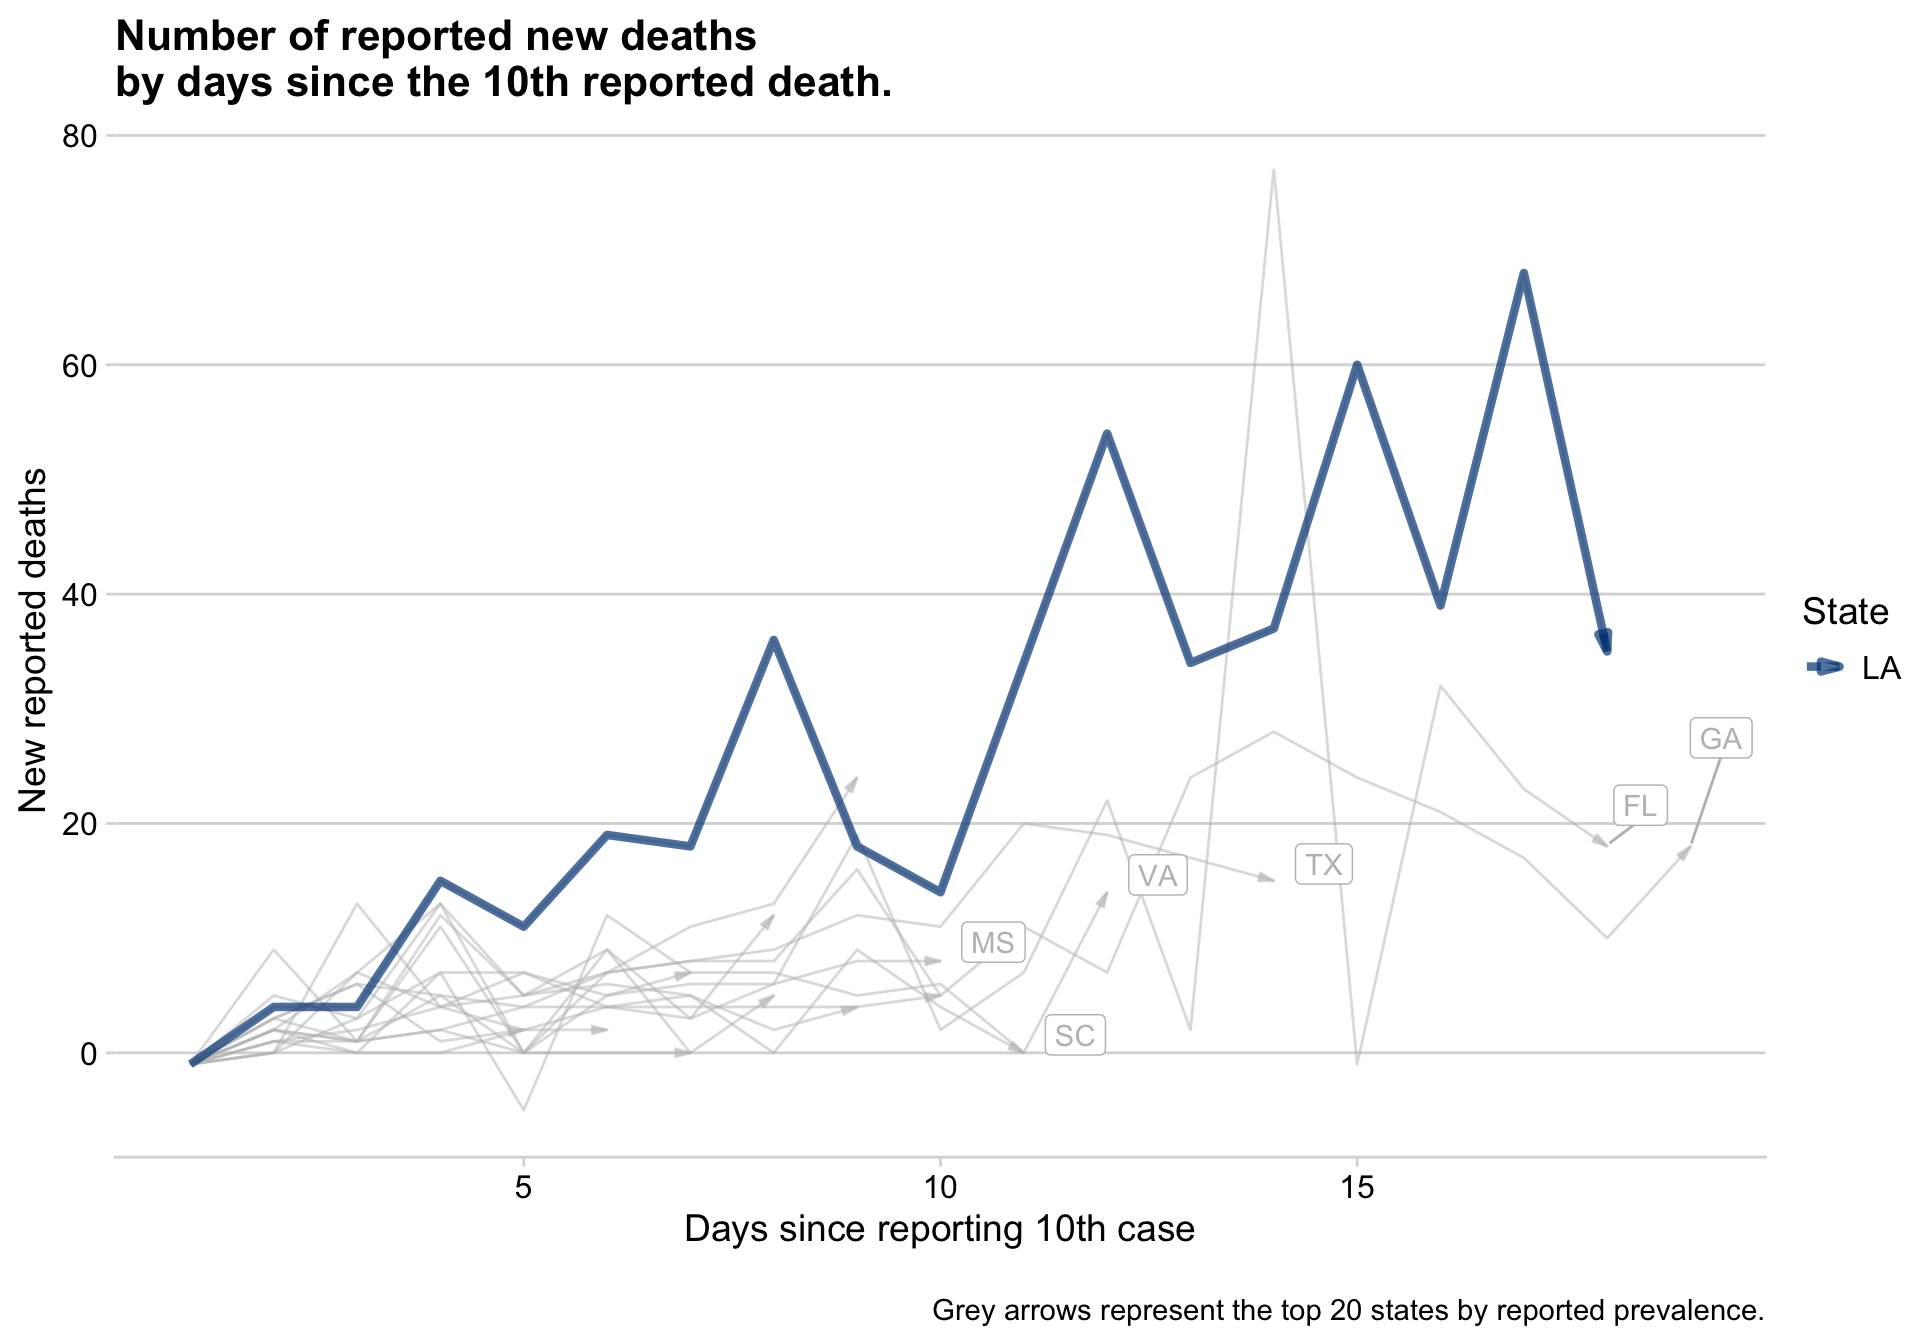 Number of reported new deaths
by days since the 10th reported death.
80
60
40
20
0
New reported deaths
GA
FL
TX
VA
MS
SC
State
LA
5
10
15
Days since reporting 10th case
Grey arrows represent the top 20 states by reported prevalence.